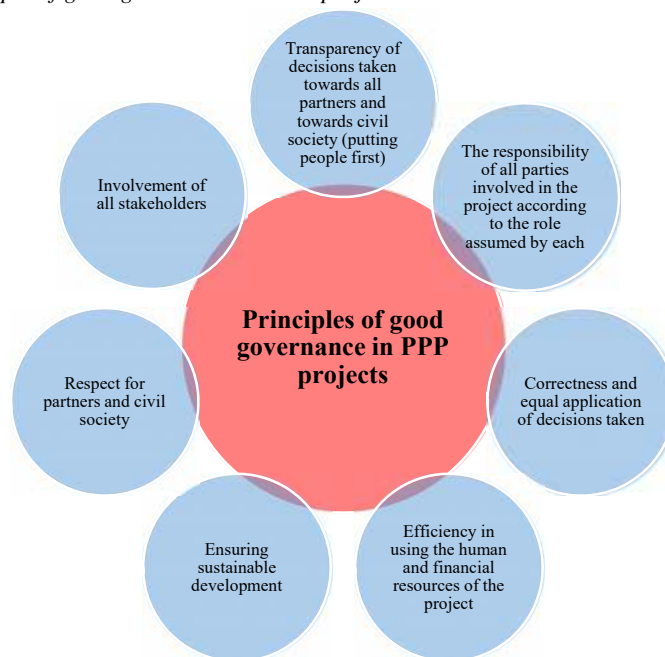 Transparency of
decisions taken
towards all
partners and
towards civil
society (putting
people first)
The responsibility
of all parties
involved in the
project according
to the role
assumed by each
Correctness and
equal application
of decisions taken
Efficiency in
using the human
and financial
resources of the
project
Ensuring
sustainable
development
Respect for
partners and civil
society
Involvement of
all stakeholders
Principles of good
governance in PPP
projects